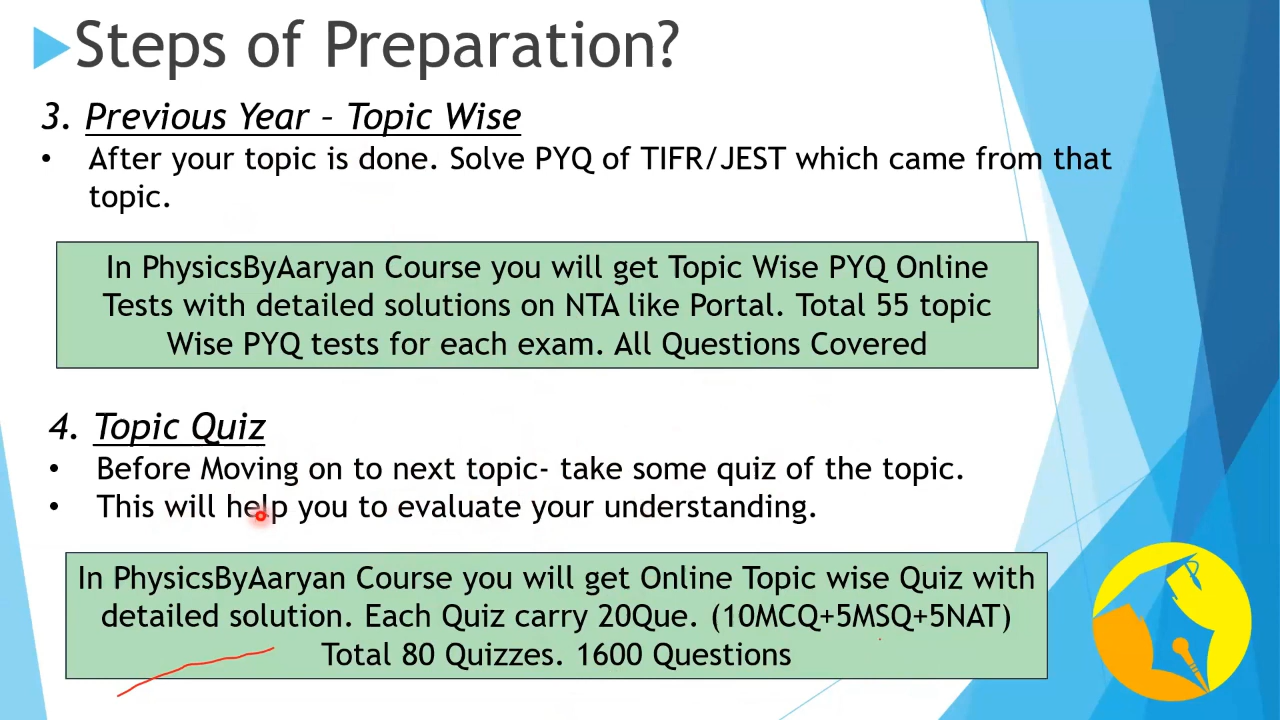 Steps of Preparation?
3. Previous Year – Topic Wise
• After your topic is done. Solve PYQ of TIFR/JEST which came from that
topic.
In PhysicsByAaryan Course you will get Topic Wise PYQ Online
Tests with detailed solutions on NTA like Portal. Total 55 topic
Wise PYQ tests for each exam. All Questions Covered
4. Topic Quiz
• Before Moving on to next topic- take some quiz of the topic.
• This will help you to evaluate your understanding.
In PhysicsByAaryan Course you will get Online Topic wise Quiz with
detailed solution. Each Quiz carry 20Que. (10MCQ+5MSQ+5NAT)
Total 80 Quizzes. 1600 Questions